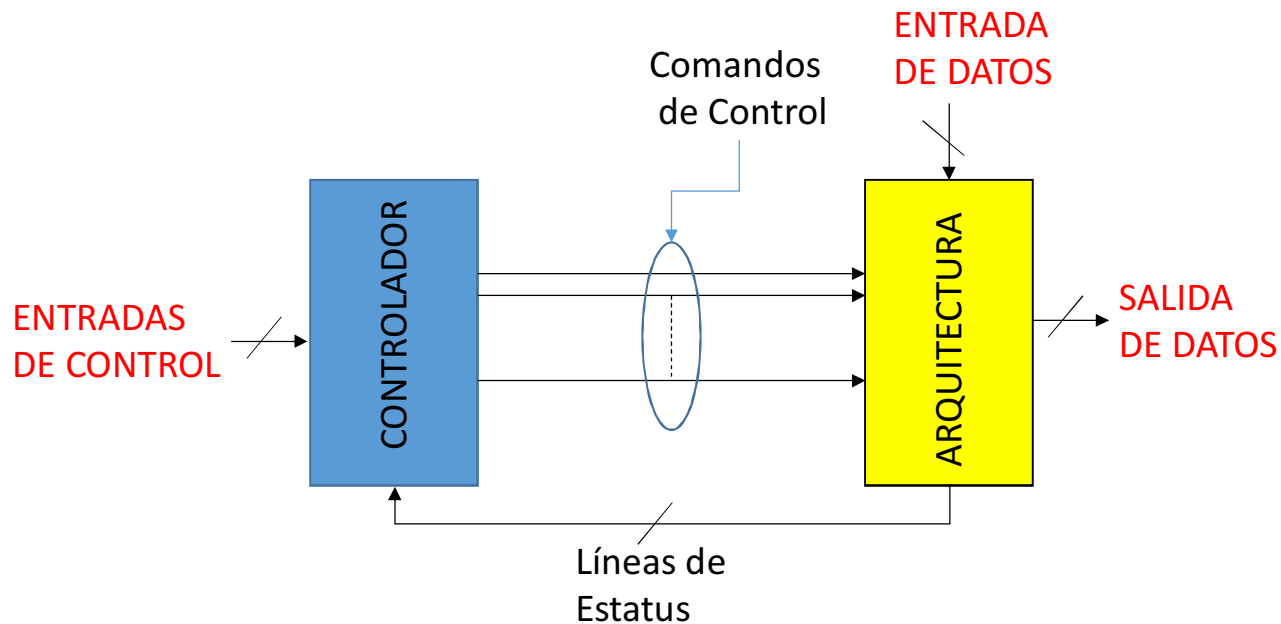 ENTRADA
DE DATOS
Comandos
de Control
CONTROLADOR
ARQUITECTURA
ENTRADAS
DE CONTROL
SALIDA
DE DATOS
Líneas de
Estatus